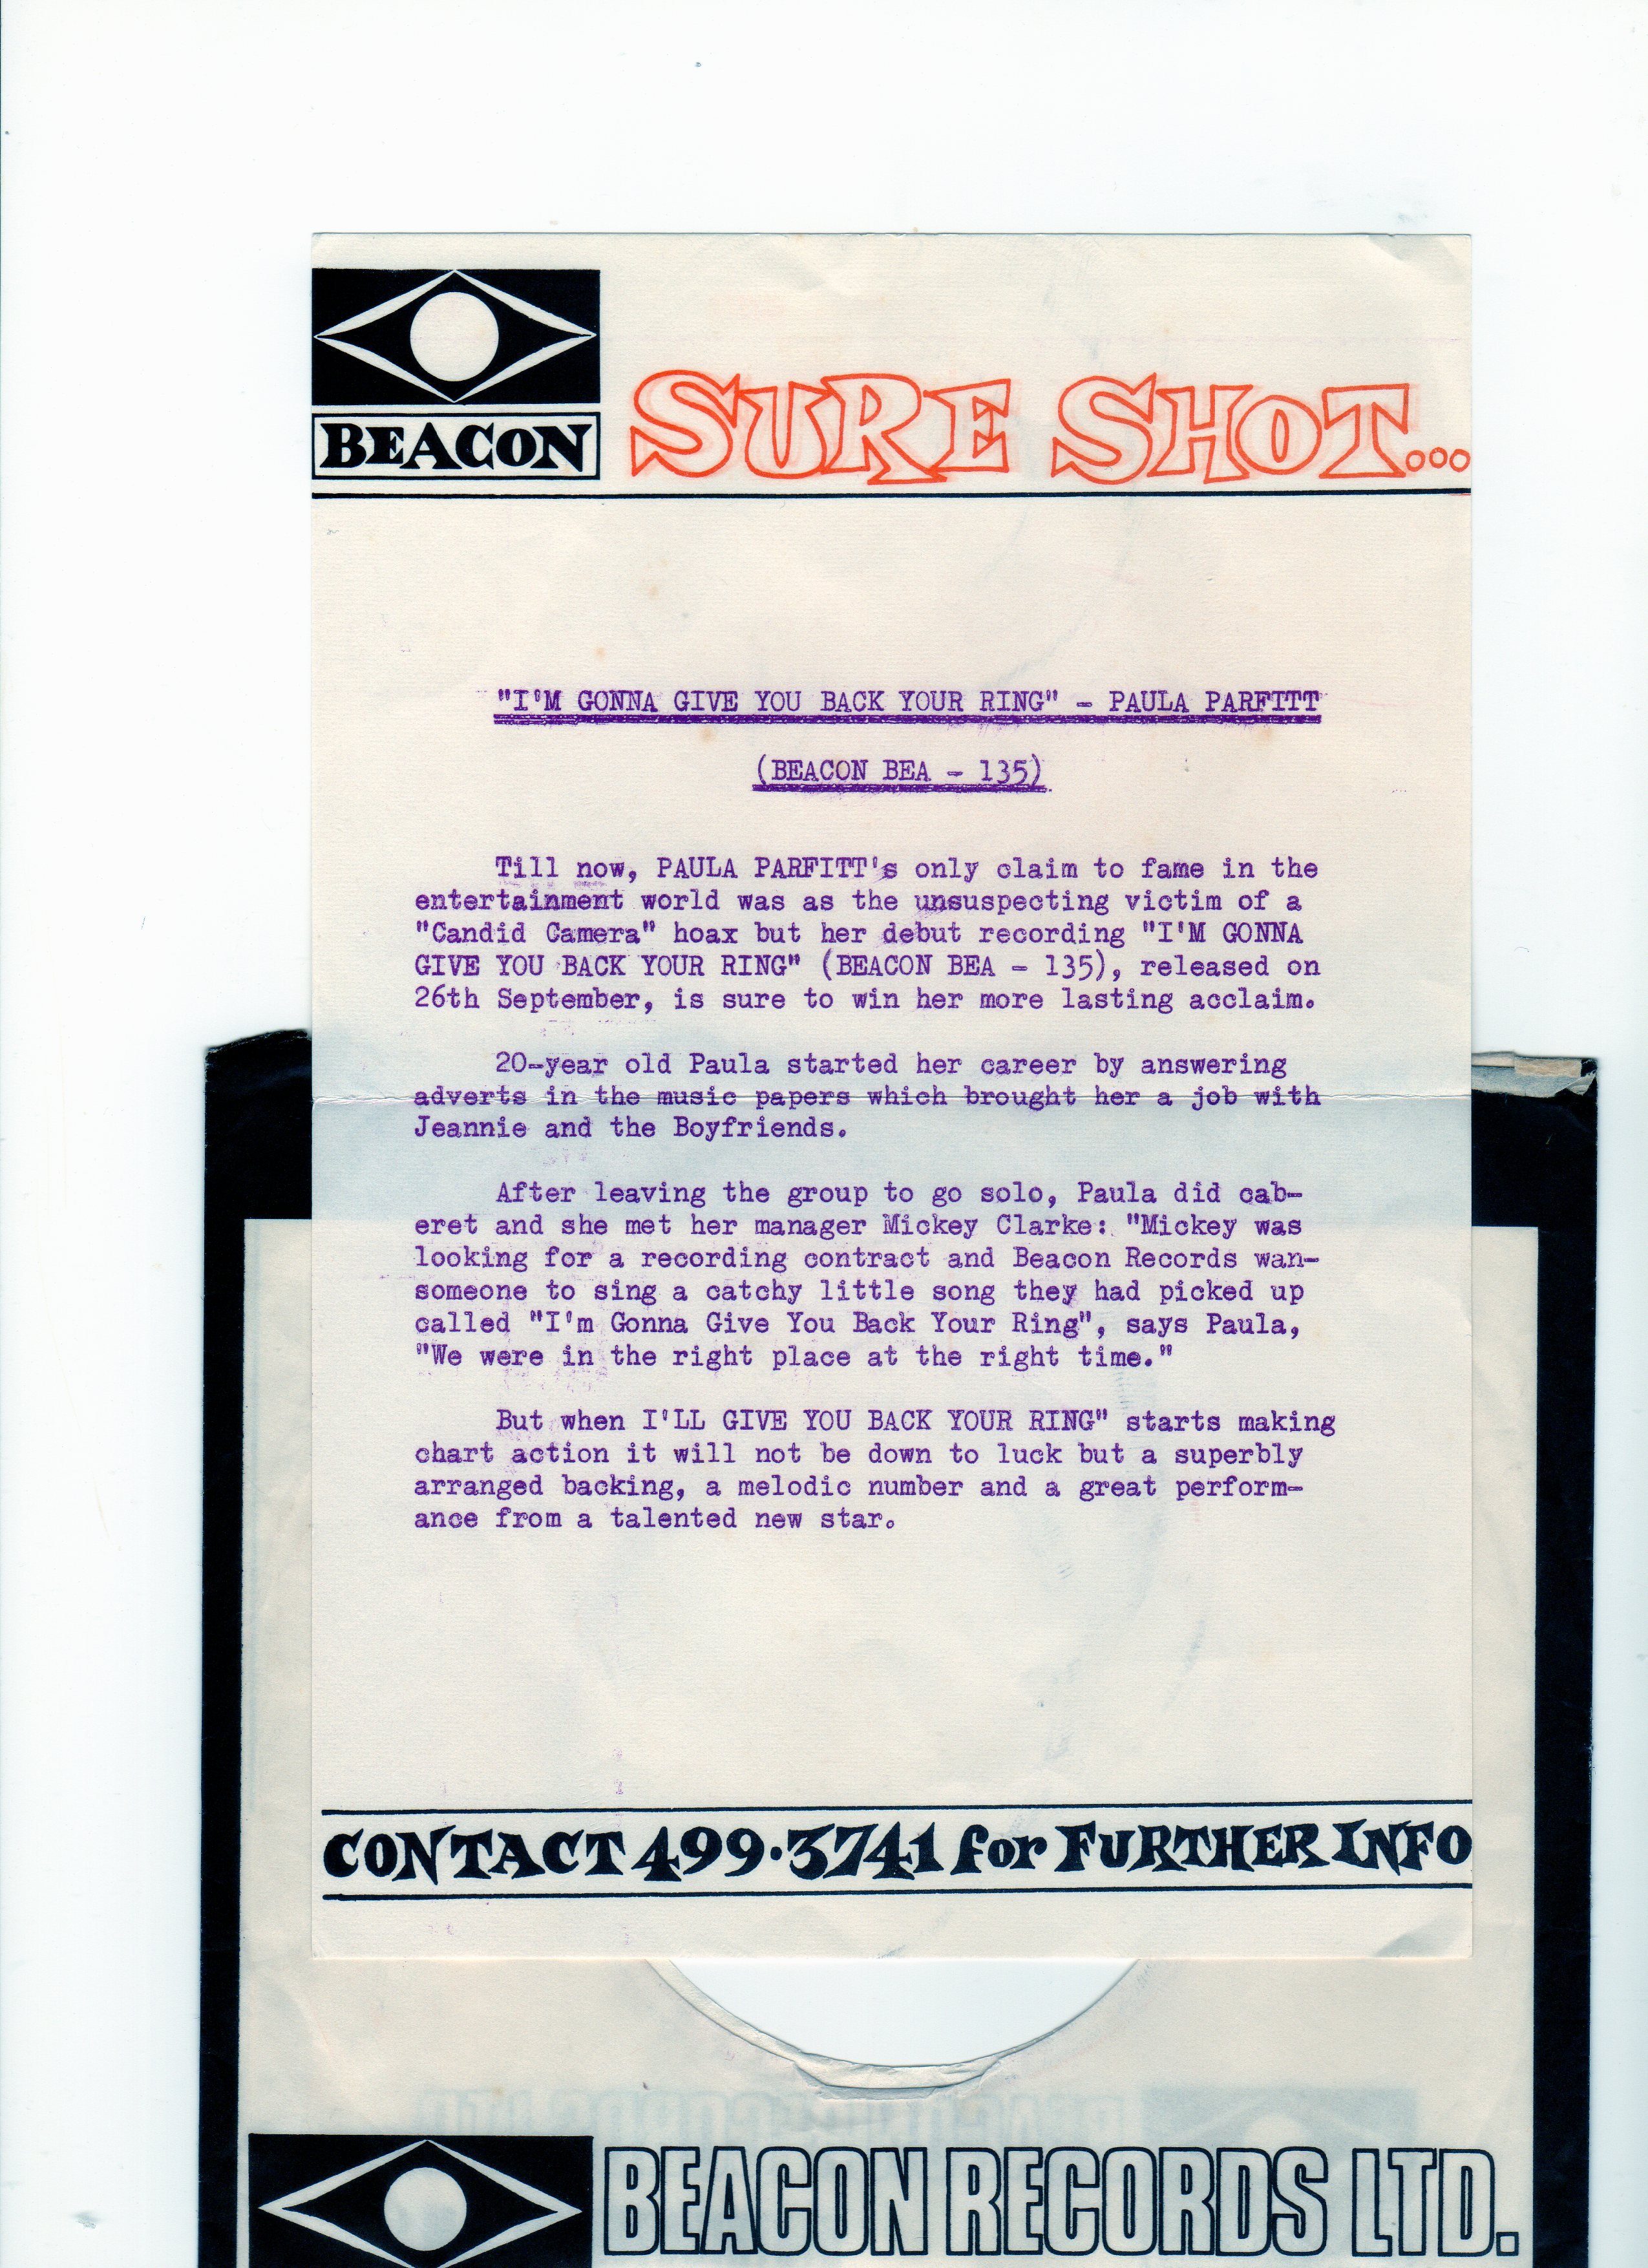 BEACON
SURE SHOT...
"I'M GONNA GIVE YOU BACK YOUR RING" - PAULA PARFITTT
(BEACON BEA - 135)
Till now, PAULA PARFITT's only claim to fame in the
entertainment world was as the unsuspecting victim of a
"Candid Camera" hoax but her debut recording "I'M GONNA
GIVE YOU BACK YOUR RING" (BEACON BEA - 135), released on
26th September, is sure to win her more lasting acclaim.
20-year old Paula started her career by answering
adverts in the music papers which brought her a job with
Jeannie and the Boyfriends.
After leaving the group to go solo, Paula did cab-
eret and she met her manager Mickey Clarke: "Mickey was
looking for a recording contract and Beacon Records wan-
someone to sing a catchy little song they had picked up
called "I'm Gonna Give You Back Your Ring", says Paula,
"We were in the right place at the right time."
But when I'LL GIVE YOU BACK YOUR RING" starts making
chart action it will not be down to luck but a superbly
arranged backing, a melodic number and a great perform-
ance from a talented new star.
CONTACT 499·3741 for FURTHER INFO
BEACON RECORDS LTD.